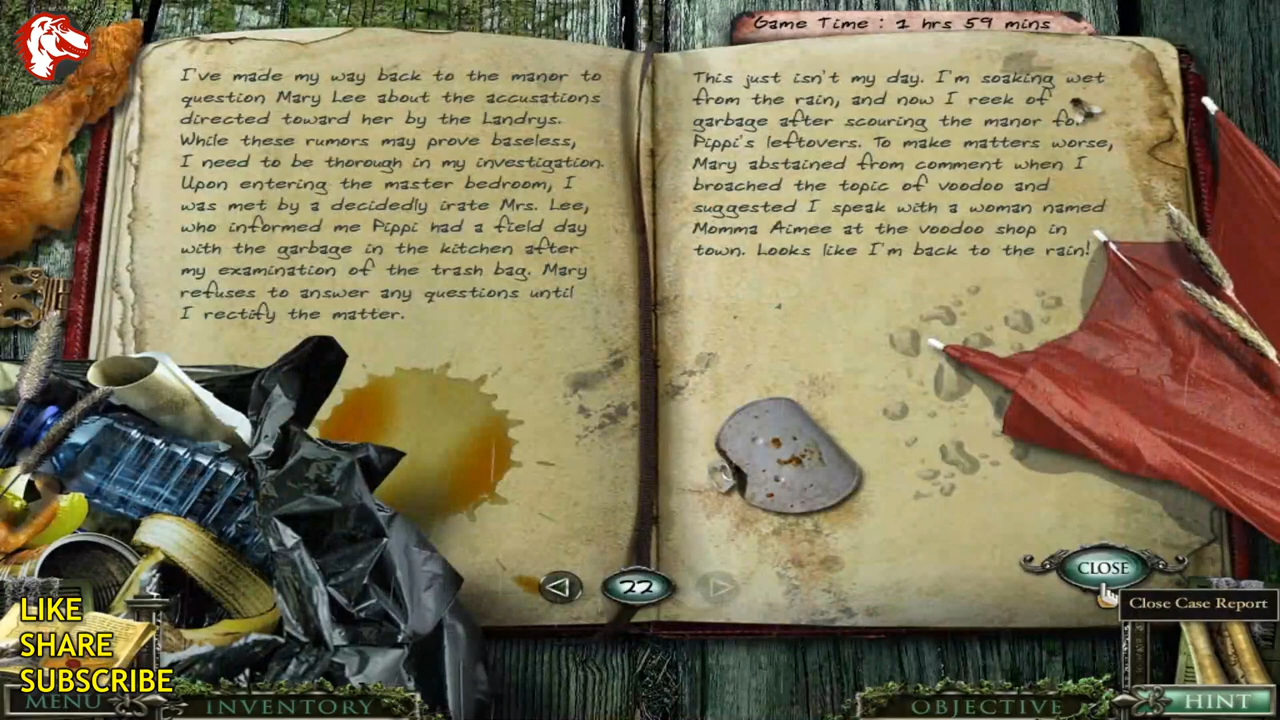 Game Time : 2 hrs 59 mins
I've made my way back to the manor to
question Mary Lee about the accusations
directed toward her by the Landrys.
While these rumors may prove baseless,
I need to be thorough in my investigation.
Upon entering the master bedroom, I
was met by a decidedly irate Mrs. Lee,
who informed me Pippi had a field day
with the garbage in the kitchen after
my examination of the trash bag. Mary
refuses to answer any questions until
I rectify the matter.
This just isn't my day. I'm soaking wet
from the rain, and now I reek of
garbage after scouring the manor for
Pippi's leftovers. To make matters worse,
Mary abstained from comment when I
broached the topic of voodoo and
suggested I speak with a woman named
Momma Aimee at the voodoo shop in
town. Looks like I'm back to the rain!
22
CLOSE
Close Case Report
LIKE
SHARE
SUBSCRIBE
MENU
INVENTORY
OBJECTIVE
HINT